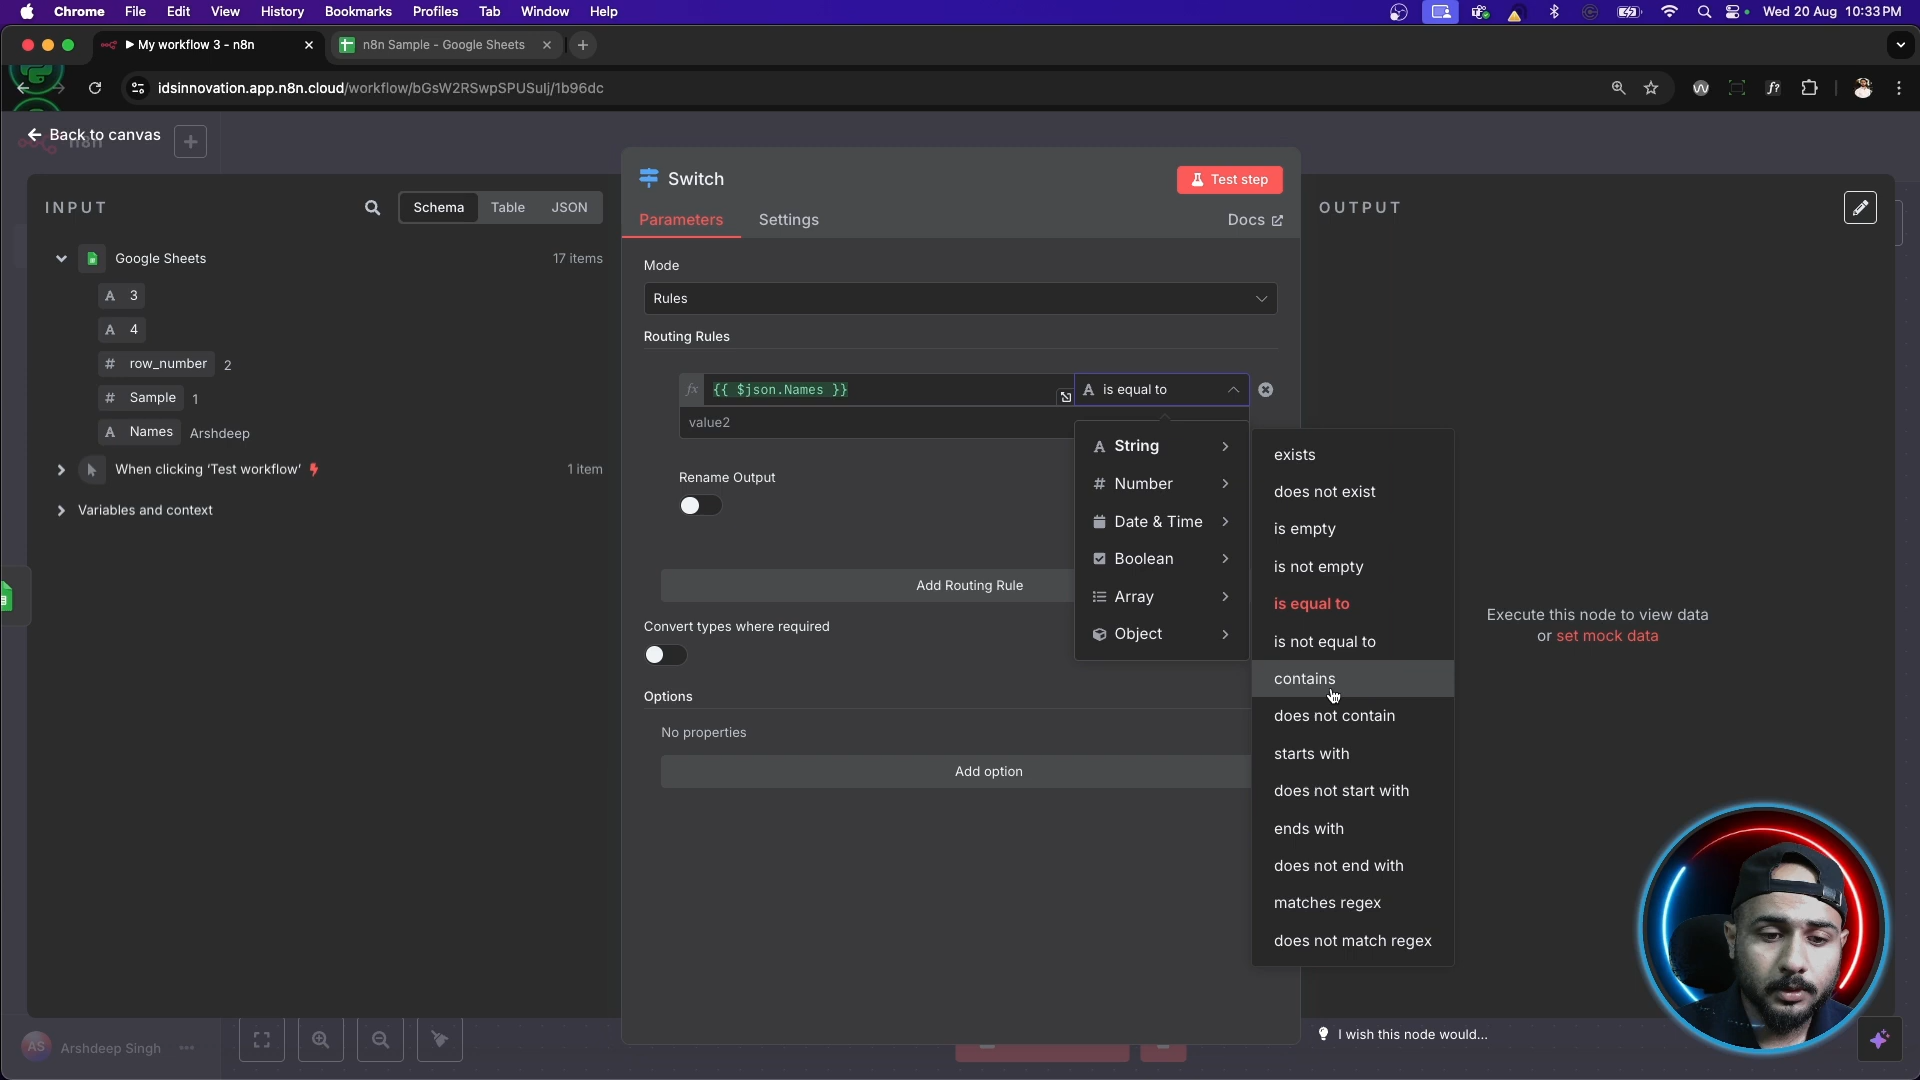 Chrome File Edit View History Bookmarks Profiles Tab Window Help
Wed 20 Aug 10:33 PM
My workflow 3 - n8n
n8n Sample - Google Sheets
idsinnovation.app.n8n.cloud/workflow/bGsW2RSwpSPUSulj/1b96dc
Back to canvas
n8n
INPUT
Schema Table JSON
Google Sheets 17 items
A 3
A 4
# row_number 2
# Sample 1
A Names Arshdeep
When clicking ‘Test workflow’ 1 item
Variables and context
Switch
Test step
Parameters Settings Docs
Mode
Rules
Routing Rules
fx {{ $json.Names }}
A is equal to
value2
Rename Output
Add Routing Rule
Convert types where required
Options
No properties
Add option
A String
# Number
Date & Time
Boolean
Array
Object
exists
does not exist
is empty
is not empty
is equal to
is not equal to
contains
does not contain
starts with
does not start with
ends with
does not end with
matches regex
does not match regex
OUTPUT
Execute this node to view data
or set mock data
I wish this node would...
AS Arshdeep Singh